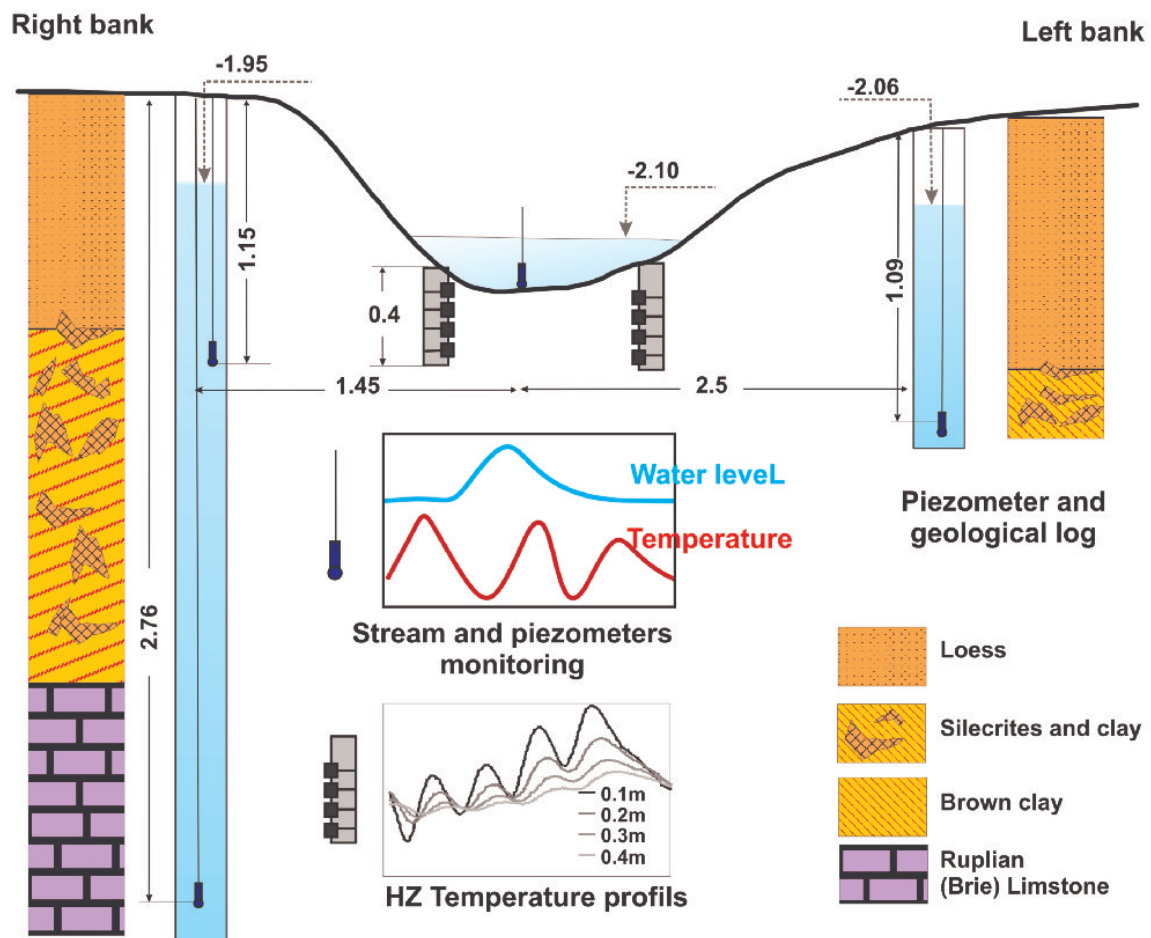 Right bank
Left bank
-1.95
-2.06
-2.10
1.15
1.09
0.4
1.45
2.5
2.76
Water leveL
Temperature
Stream and piezometers
monitoring
Piezometer and
geological log
Loess
Silecrites and clay
Brown clay
Ruplian
(Brie) Limstone
0.1m
0.2m
0.3m
0.4m
HZ Temperature profils